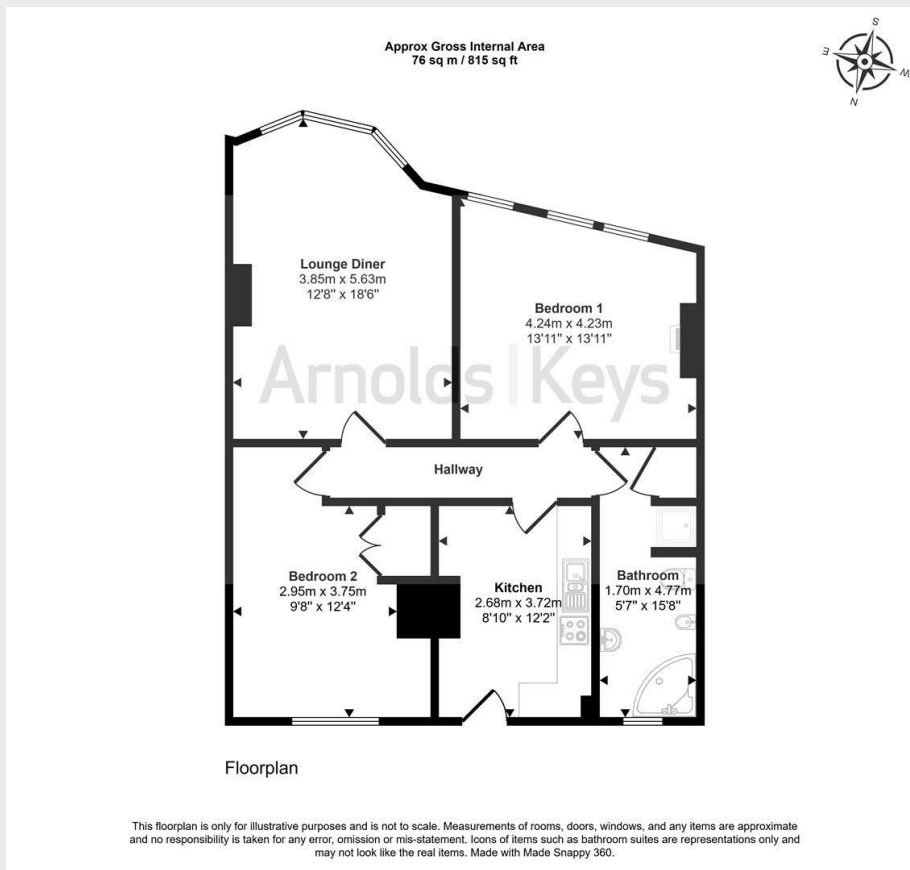 Approx Gross Internal Area
76 sq m / 815 sq ft
S
E
W
N
Lounge Diner
3.85m x 5.63m
12'8" x 18'6"
Bedroom 1
4.24m x 4.23m
13'11" x 13'11"
Arnolds | Keys
Hallway
Bedroom 2
2.95m x 3.75m
9'8" x 12'4"
Kitchen
2.68m x 3.72m
8'10" x 12'2"
Bathroom
1.70m x 4.77m
5'7" x 15'8"
Floorplan
This floorplan is only for illustrative purposes and is not to scale. Measurements of rooms, doors, windows, and any items are approximate
and no responsibility is taken for any error, omission or mis-statement. Icons of items such as bathroom suites are representations only and
may not look like the real items. Made with Made Snappy 360.